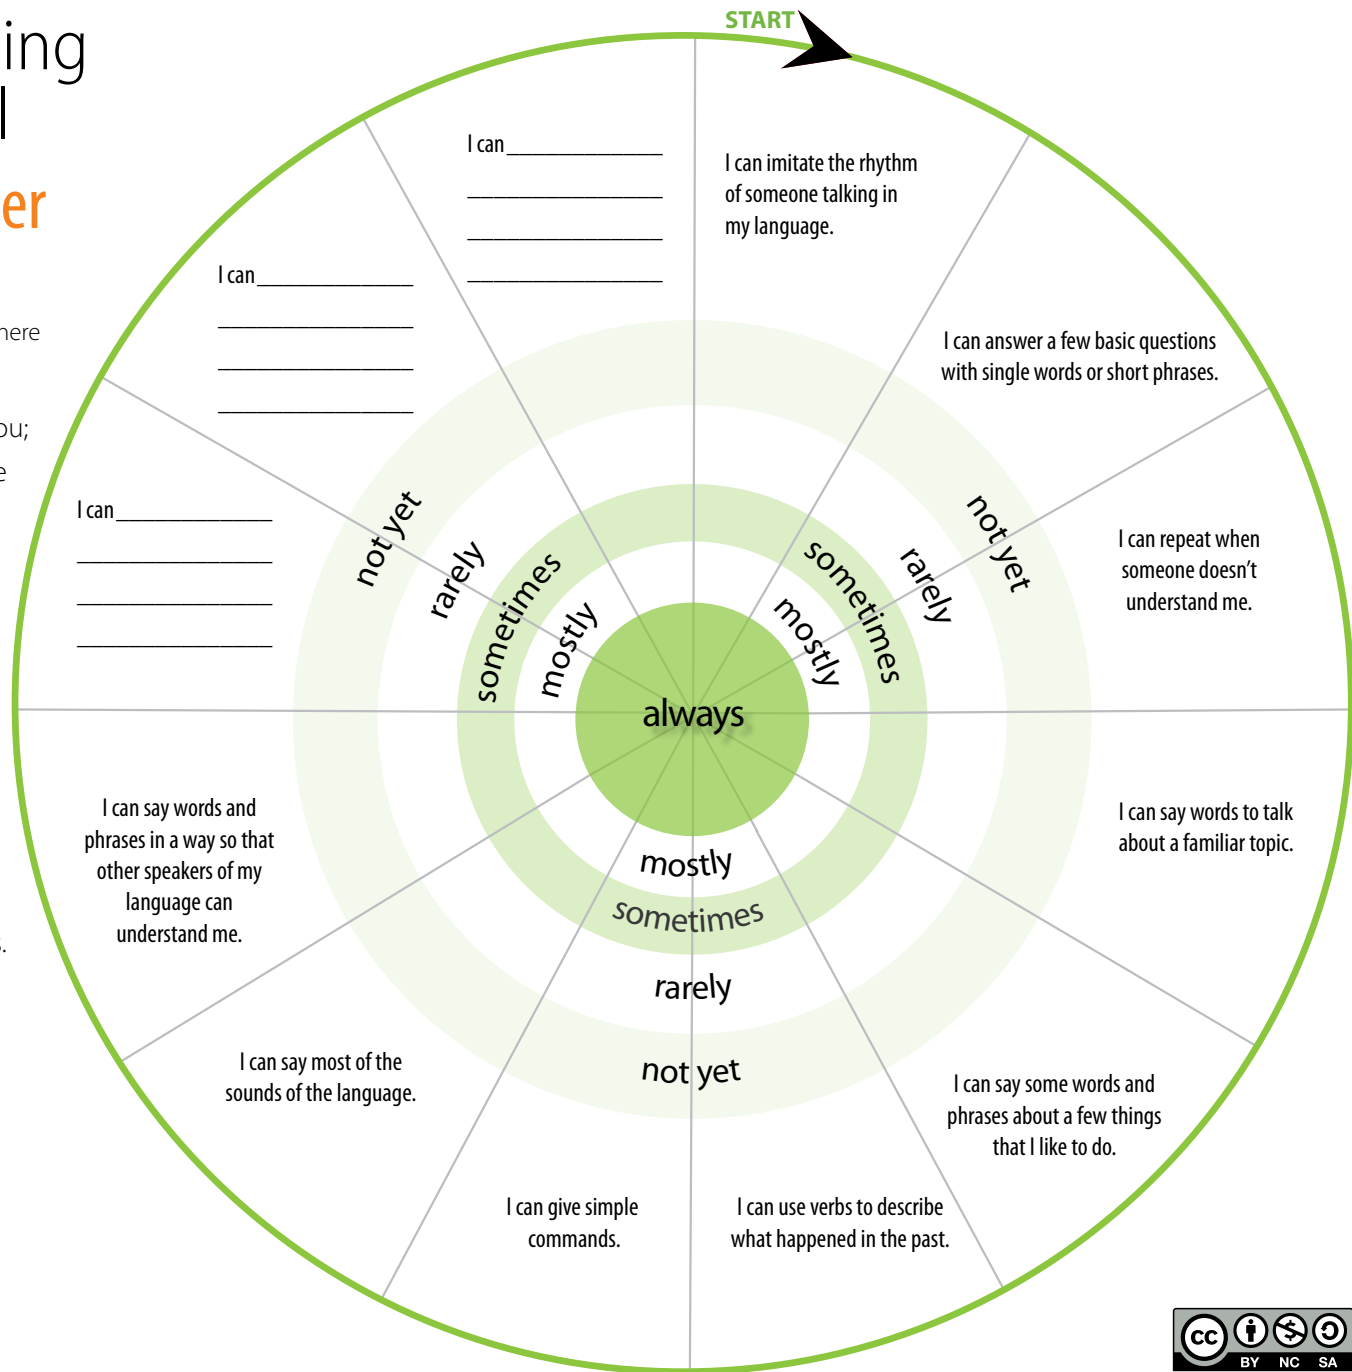 ing
l
er
here
ou;
e
s.
START
I can imitate the rhythm
of someone talking in
my language.
I can answer a few basic questions
with single words or short phrases.
I can repeat when
someone doesn't
understand me.
I can say words to talk
about a familiar topic.
I can say some words and
phrases about a few things
that I like to do.
I can use verbs to describe
what happened in the past.
I can give simple
commands.
I can say most of the
sounds of the language.
I can say words and
phrases in a way so that
other speakers of my
language can
understand me.
I can_____________
I can_____________
I can_____________
not yet
rarely
sometimes
mostly
not yet
rarely
sometimes
mostly
always
mostly
sometimes
rarely
not yet
CC BY NC SA